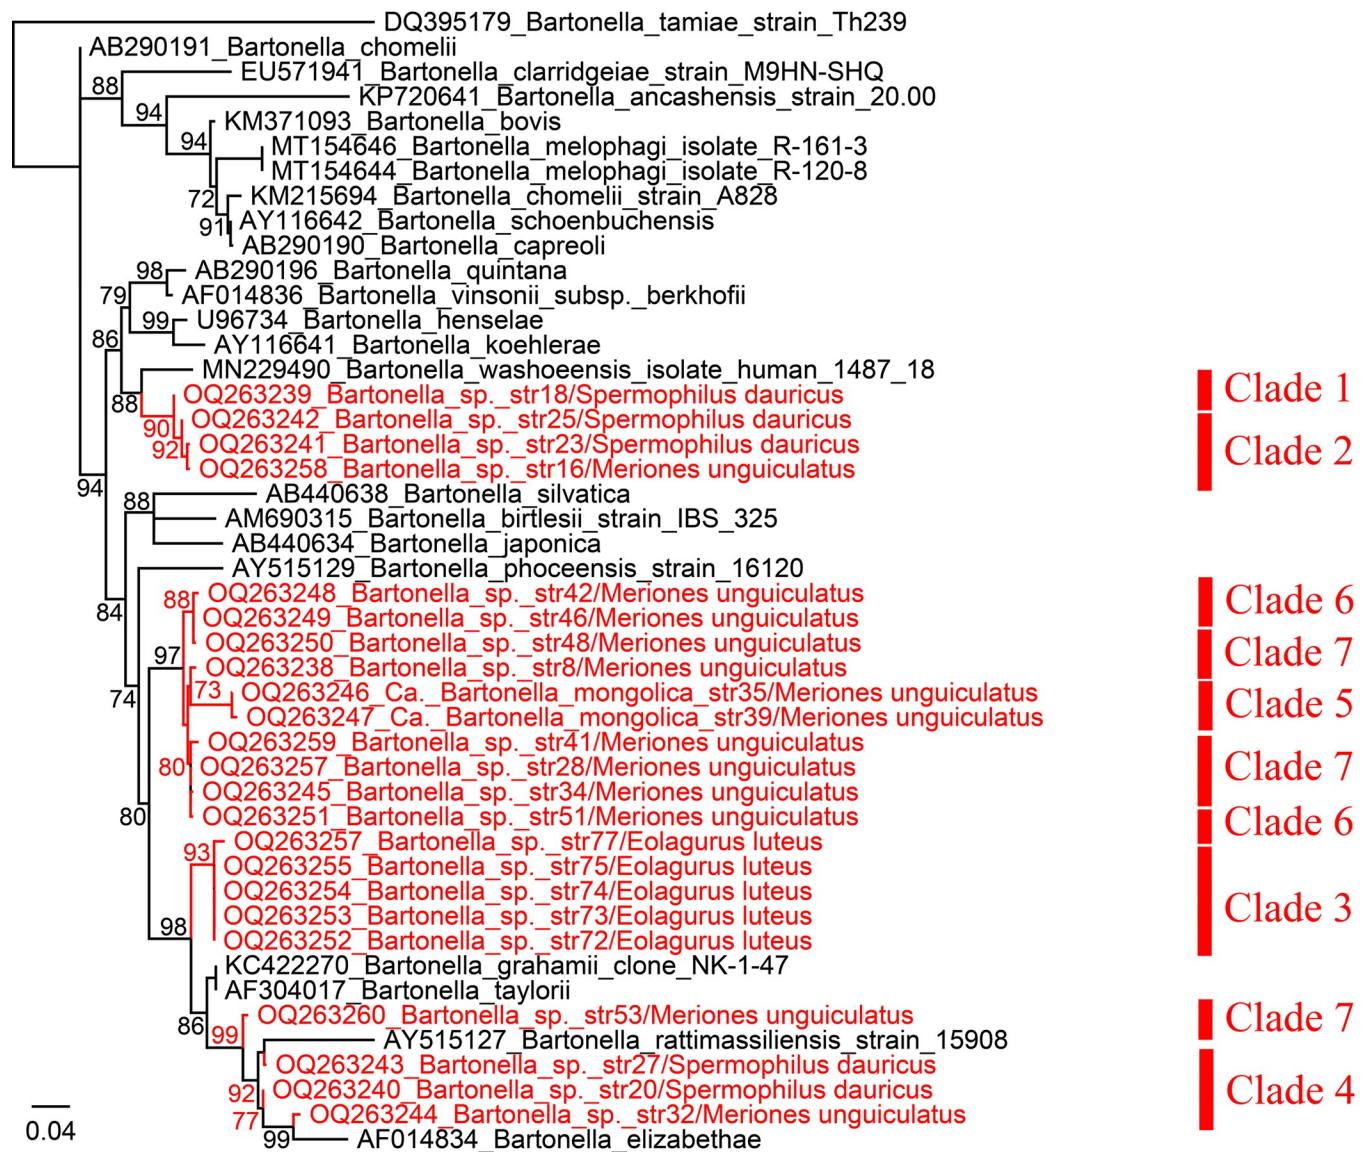 DQ395179_Bartonella_tamiae_strain_Th239
AB290191_Bartonella_chomelii
88
EU571941_Bartonella_clarridgeiae_strain_M9HN-SHQ
94
KP720641_Bartonella_ancashensis_strain_20.00
94
KM371093_Bartonella_bovis
MT154646_Bartonella_melophagi_isolate_R-161-3
MT154644_Bartonella_melophagi_isolate_R-120-8
72
KM215694_Bartonella_chomelii_strain_A828
91
AY116642_Bartonella_schoenbuchensis
AB290190_Bartonella_capreoli
98
AB290196_Bartonella_quintana
79
AF014836_Bartonella_vinsonii_subsp._berkhofii
99
U96734_Bartonella_henselae
86
AY116641_Bartonella_koehlerae
MN229490_Bartonella_washoeensis_isolate_human_1487_18
88
OQ263239_Bartonella_sp._str18/Spermophilus dauricus
Clade 1
90
OQ263242_Bartonella_sp._str25/Spermophilus dauricus
92
OQ263241_Bartonella_sp._str23/Spermophilus dauricus
Clade 2
OQ263258_Bartonella_sp._str16/Meriones unguiculatus
94
88
AB440638_Bartonella_silvatica
AM690315_Bartonella_birtlesii_strain_IBS_325
AB440634_Bartonella_japonica
AY515129_Bartonella_phoceensis_strain_16120
84
88
OQ263248_Bartonella_sp._str42/Meriones unguiculatus
Clade 6
OQ263249_Bartonella_sp._str46/Meriones unguiculatus
97
OQ263250_Bartonella_sp._str48/Meriones unguiculatus
Clade 7
OQ263238_Bartonella_sp._str8/Meriones unguiculatus
74
73
OQ263246_Ca._Bartonella_mongolica_str35/Meriones unguiculatus
Clade 5
OQ263247_Ca._Bartonella_mongolica_str39/Meriones unguiculatus
OQ263259_Bartonella_sp._str41/Meriones unguiculatus
80
OQ263257_Bartonella_sp._str28/Meriones unguiculatus
Clade 7
OQ263245_Bartonella_sp._str34/Meriones unguiculatus
80
OQ263251_Bartonella_sp._str51/Meriones unguiculatus
Clade 6
OQ263257_Bartonella_sp._str77/Eolagurus luteus
93
OQ263255_Bartonella_sp._str75/Eolagurus luteus
OQ263254_Bartonella_sp._str74/Eolagurus luteus
Clade 3
98
OQ263253_Bartonella_sp._str73/Eolagurus luteus
OQ263252_Bartonella_sp._str72/Eolagurus luteus
KC422270_Bartonella_grahamii_clone_NK-1-47
AF304017_Bartonella_taylorii
86
99
OQ263260_Bartonella_sp._str53/Meriones unguiculatus
Clade 7
AY515127_Bartonella_rattimassiliensis_strain_15908
OQ263243_Bartonella_sp._str27/Spermophilus dauricus
92
OQ263240_Bartonella_sp._str20/Spermophilus dauricus
Clade 4
77
OQ263244_Bartonella_sp._str32/Meriones unguiculatus
99
AF014834_Bartonella_elizabethae
0.04